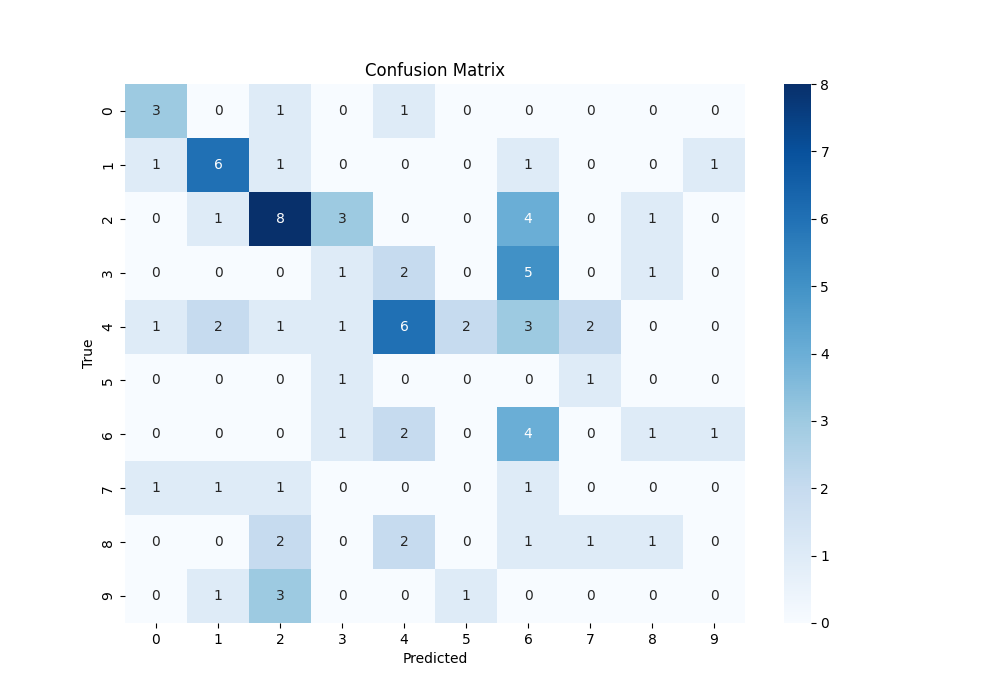 Confusion Matrix
0 3 0 1 0 1 0 0 0 0 0
1 1 6 1 0 0 0 1 0 0 1
2 0 1 8 3 0 0 4 0 1 0
3 0 0 0 1 2 0 5 0 1 0
4 1 2 1 1 6 2 3 2 0 0
5 0 0 0 1 0 0 0 1 0 0
6 0 0 0 1 2 0 4 0 1 1
7 1 1 1 0 0 0 1 0 0 0
8 0 0 2 0 2 0 1 1 1 0
9 0 1 3 0 0 1 0 0 0 0
0 1 2 3 4 5 6 7 8 9
Predicted
True
8
7
6
5
4
3
2
1
0